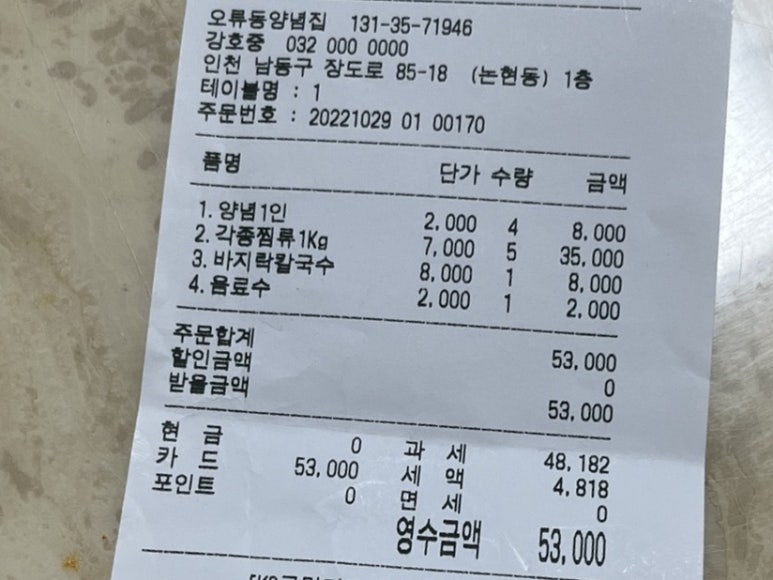 오류동양념집 131-35-71946
강호중 032 000 0000
인천 남동구 장도로 85-18 (논현동) 1층
테이블명 : 1
주문번호 : 20221029 01 00170
품명 단가 수량 금액
1. 양념1인 2,000 4 8,000
2. 각종찜류1Kg 7,000 5 35,000
3. 바지락칼국수 8,000 1 8,000
4. 음료수 2,000 1 2,000
주문합계 53,000
할인금액 0
받을금액 53,000
현 금 0 과 세 48,182
카 드 53,000 세 액 4,818
포인트 0 면 세 0
영수금액 53,000